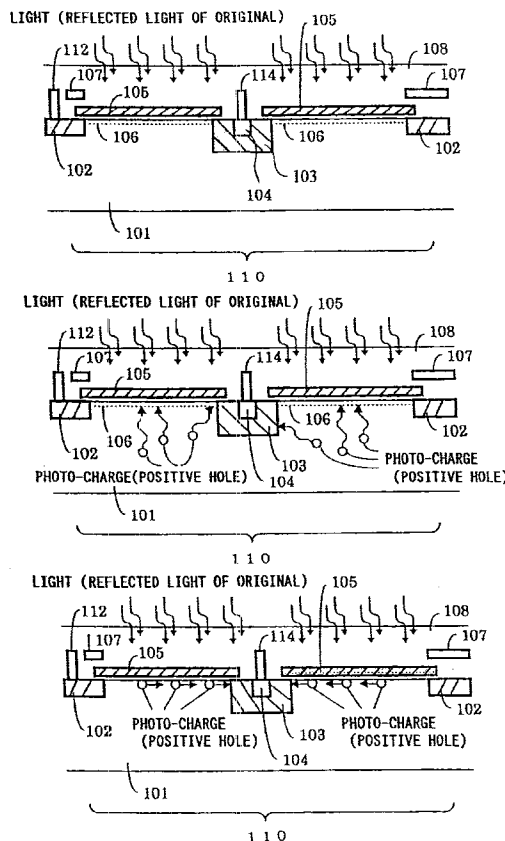 LIGHT (REFLECTED LIGHT OF ORIGINAL)
112 107 105 114 105 108 107
102 106 104 103 106 102
101
110
LIGHT (REFLECTED LIGHT OF ORIGINAL) 105
112 107 105 114 108 107
102 106 103 106 102
PHOTO-CHARGE(POSITIVE HOLE) 104 PHOTO-CHARGE
(POSITIVE HOLE)
101
110
LIGHT (REFLECTED LIGHT OF ORIGINAL)
112 107 105 114 105 108 107
102 PHOTO-CHARGE 103 PHOTO-CHARGE 102
(POSITIVE HOLE) 104 (POSITIVE HOLE)
101
110